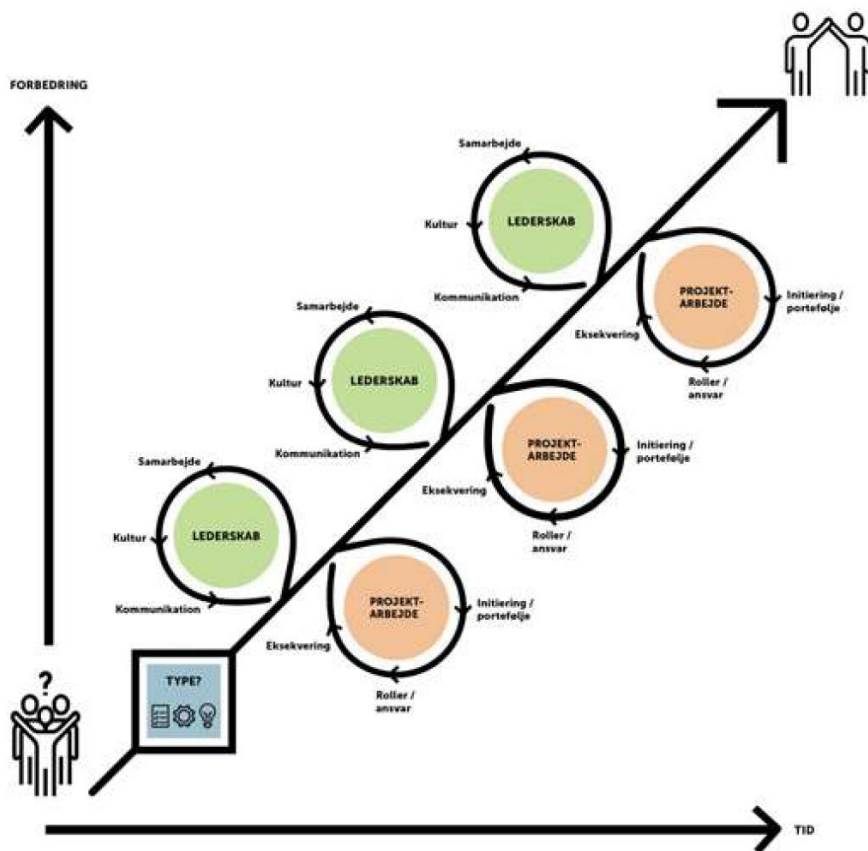 FORBEDRING
Samarbejde
Kultur
LEDERSKAB
Kommunikation
PROJEKT-
ARBEJDE
Initiering /
portefølje
Eksekvering
Roller /
ansvar
Samarbejde
Kultur
LEDERSKAB
Kommunikation
PROJEKT-
ARBEJDE
Initiering /
portefølje
Eksekvering
Roller /
ansvar
Samarbejde
Kultur
LEDERSKAB
Kommunikation
PROJEKT-
ARBEJDE
Initiering /
portefølje
Eksekvering
Roller /
ansvar
?
TYPE?
TID